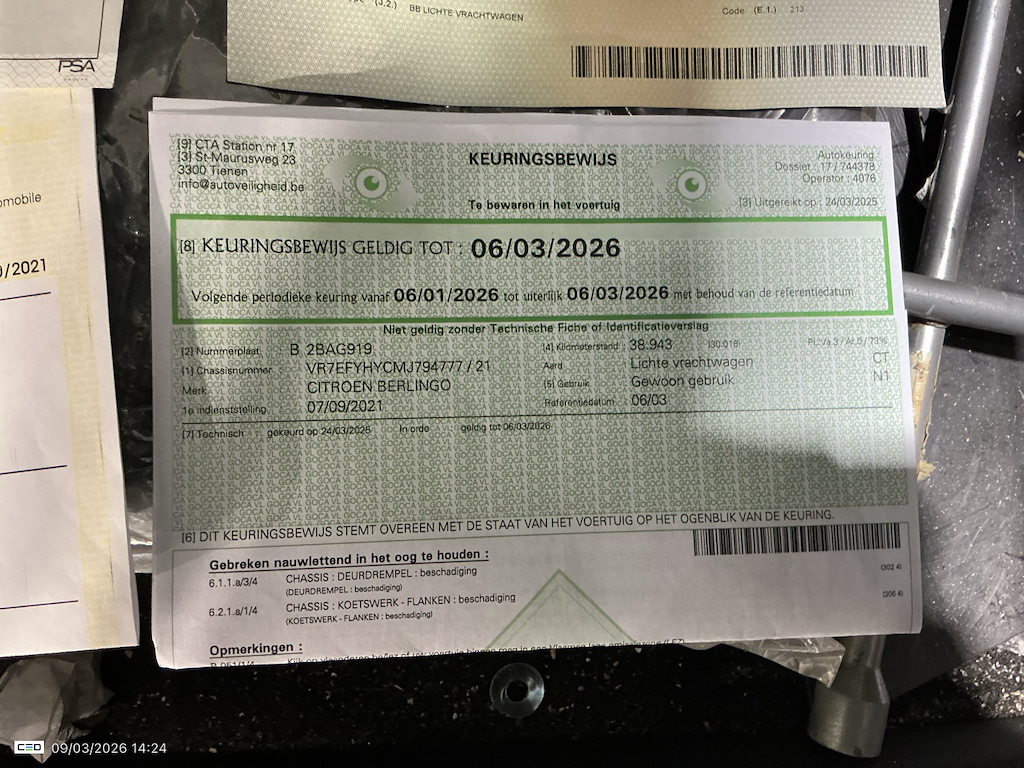 (J.2.) BB LICHTE VRACHTWAGEN
Code (E.1.) 213
PSA
GROUPE
omobile
/2021
[9] CTA Station nr 17
[3] St-Maurusweg 23
3300 Tienen
info@autoveiligheid.be
KEURINGSBEWIJS
Te bewaren in het voertuig
Autokeuring
Dossier : 17 / 744378
Operator : 4076
[3] Uitgereikt op : 24/03/2025
[8] KEURINGSBEWIJS GELDIG TOT : 06/03/2026
Volgende periodieke keuring vanaf 06/01/2026 tot uiterlijk 06/03/2026 met behoud van de referentiedatum
Niet geldig zonder Technische Fiche of Identificatieverslag
[2] Nummerplaat B 2BAG919
[1] Chassisnummer VR7EFYHYCMJ794777 / 21
Merk CITROEN BERLINGO
1e indienststelling 07/09/2021
[4] Kilometerstand : 38.943 (30.018)
Aard Lichte vrachtwagen
[5] Gebruik : Gewoon gebruik
Referentiedatum : 06/03
CT
N1
[7] Technisch gekeurd op 24/03/2025 In orde geldig tot 06/03/2026
[6] DIT KEURINGSBEWIJS STEMT OVEREEN MET DE STAAT VAN HET VOERTUIG OP HET OGENBLIK VAN DE KEURING.
Gebreken nauwlettend in het oog te houden :
6.1.1.a/3/4 CHASSIS : DEURDREMPEL : beschadiging
(DEURDREMPEL : beschadiging)
(302 4)
6.2.1.a/1/4 CHASSIS : KOETSWERK - FLANKEN : beschadiging
(KOETSWERK - FLANKEN : beschadiging)
Opmerkingen :
09/03/2026 14:24